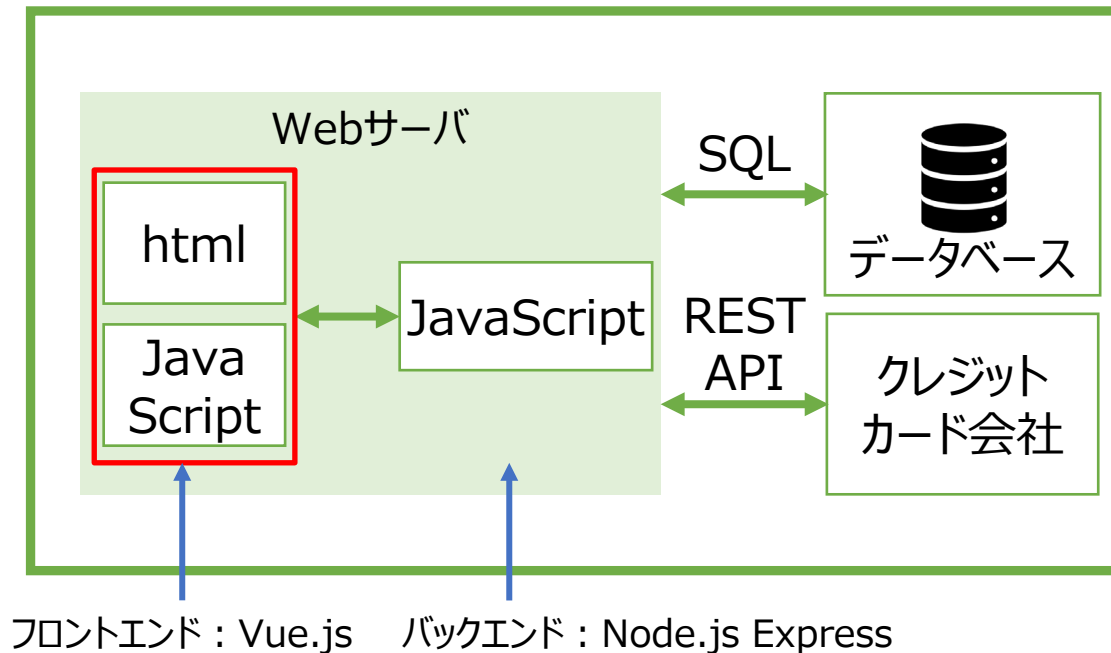 Webサーバ
html
Java
Script
JavaScript
SQL
データベース
REST
API
クレジット
カード会社
フロントエンド：Vue.js
バックエンド：Node.js Express